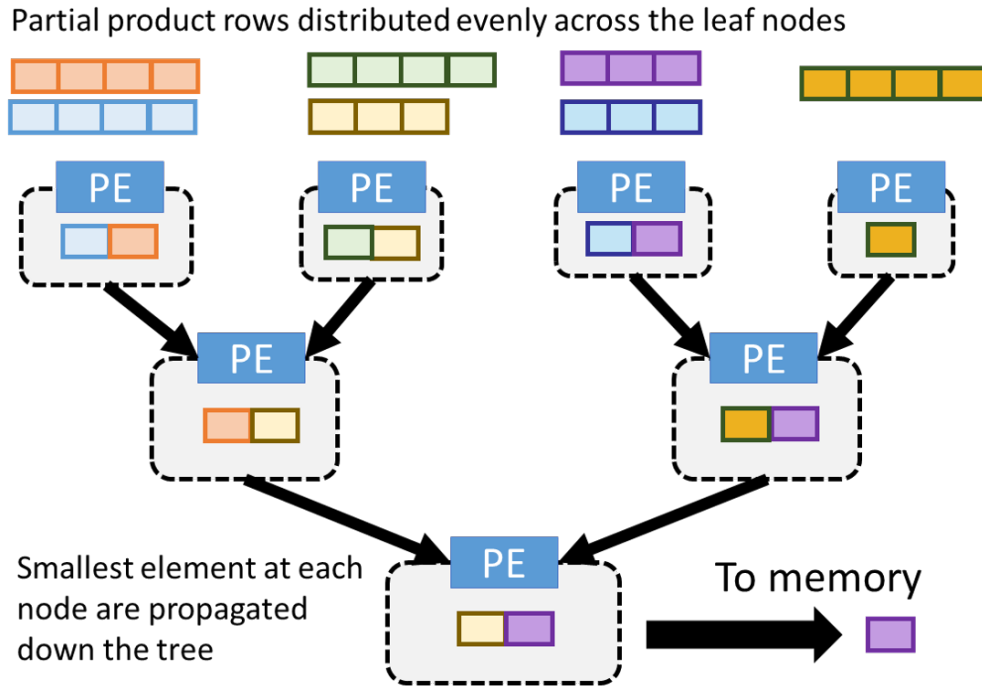 Partial product rows distributed evenly across the leaf nodes
PE
PE
PE
PE
PE
PE
PE
Smallest element at each
node are propagated
down the tree
To memory